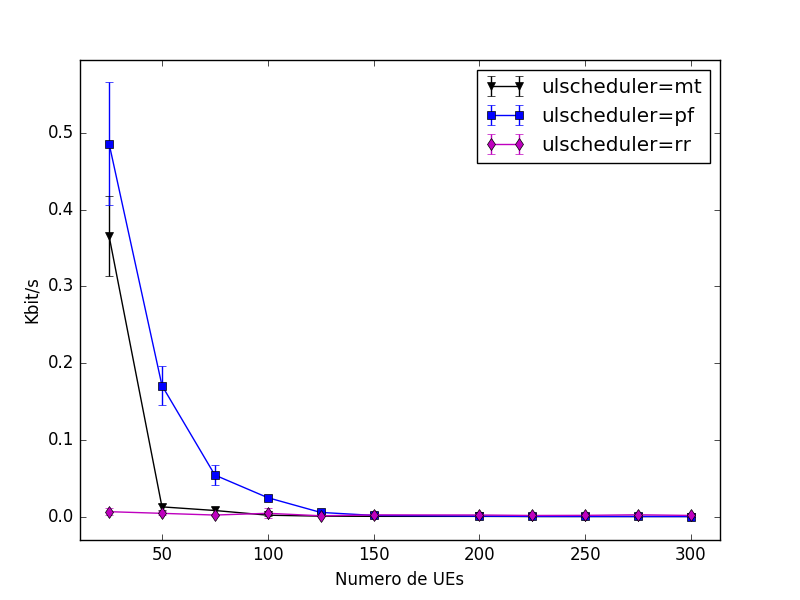 ulscheduler=mt
ulscheduler=pf
ulscheduler=rr
0.5
0.4
0.3
0.2
0.1
0.0
Kbit/s
50 100 150 200 250 300
Numero de UEs